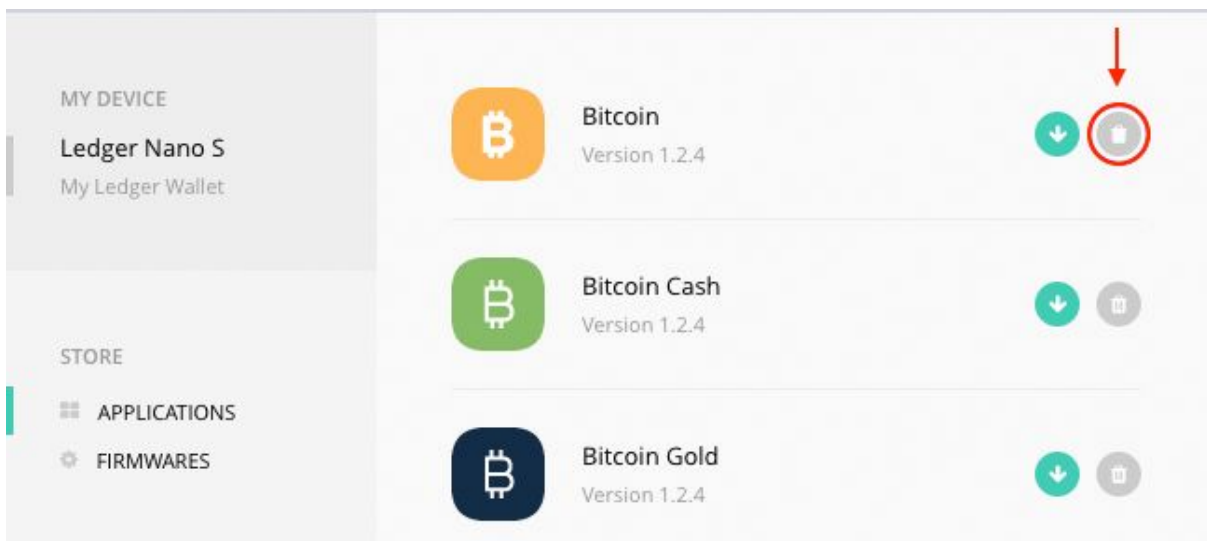 MY DEVICE
Ledger Nano S
My Ledger Wallet
STORE
APPLICATIONS
FIRMWARES
Bitcoin
Version 1.2.4
Bitcoin Cash
Version 1.2.4
Bitcoin Gold
Version 1.2.4